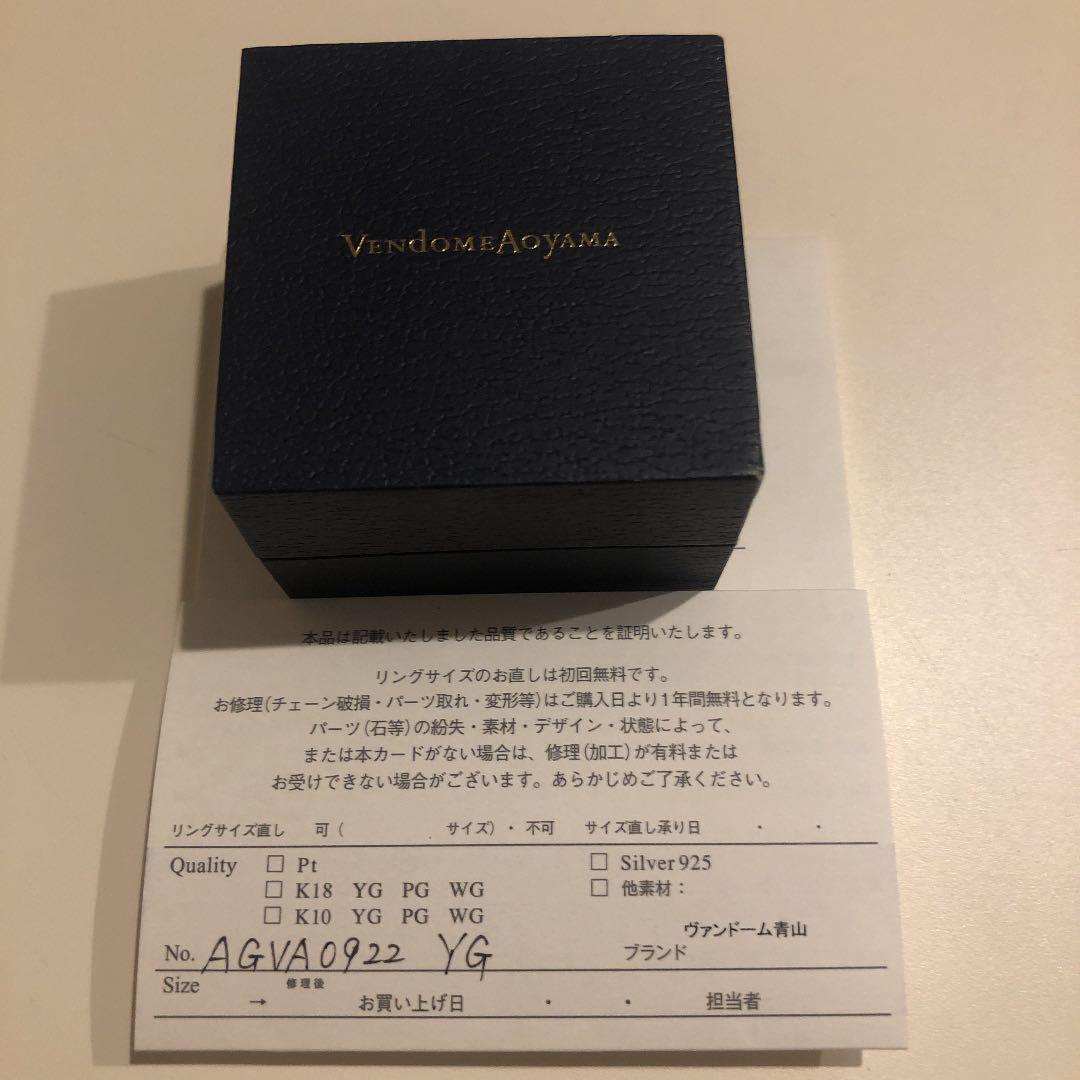 VENDOMEAOYAMA
本品は記載いたしました品質であることを証明いたします。
リングサイズのお直しは初回無料です。
お修理(チェーン破損・パーツ取れ・変形等)はご購入日より1年間無料となります。
パーツ(石等)の紛失・素材・デザイン・状態によって、
または本カードがない場合は、修理(加工)が有料または
お受けできない場合がございます。あらかじめご了承ください。
リングサイズ直し 可( サイズ)・不可 サイズ直し承り日 ・ ・
Quality □ Pt □ Silver925
□ K18 YG PG WG □ 他素材:
□ K10 YG PG WG
ヴァンドーム青山
No. AGVA0922 YG ブランド
Size → 修理後 お買い上げ日 ・ ・ 担当者